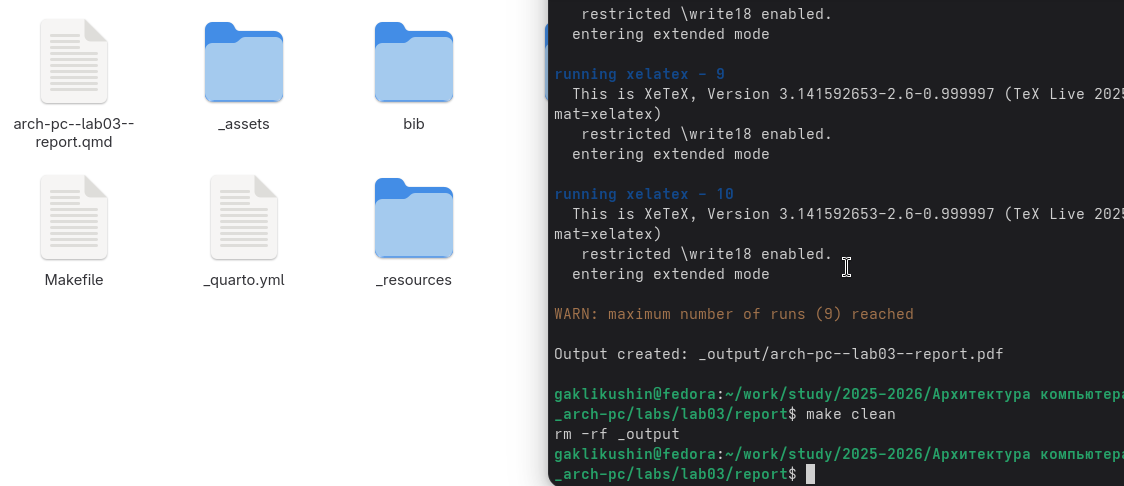 arch-pc--lab03--
report.qmd
_assets
bib
Makefile
_quarto.yml
_resources
restricted \write18 enabled.
entering extended mode
running xelatex - 9
This is XeTeX, Version 3.141592653-2.6-0.999997 (TeX Live 2025
mat=xelatex)
restricted \write18 enabled.
entering extended mode
running xelatex - 10
This is XeTeX, Version 3.141592653-2.6-0.999997 (TeX Live 2025
mat=xelatex)
restricted \write18 enabled.
entering extended mode
WARN: maximum number of runs (9) reached
Output created: _output/arch-pc--lab03--report.pdf
gaklikushin@fedora:~/work/study/2025-2026/Архитектура компьютера
_arch-pc/labs/lab03/report$ make clean
rm -rf _output
gaklikushin@fedora:~/work/study/2025-2026/Архитектура компьютера
_arch-pc/labs/lab03/report$